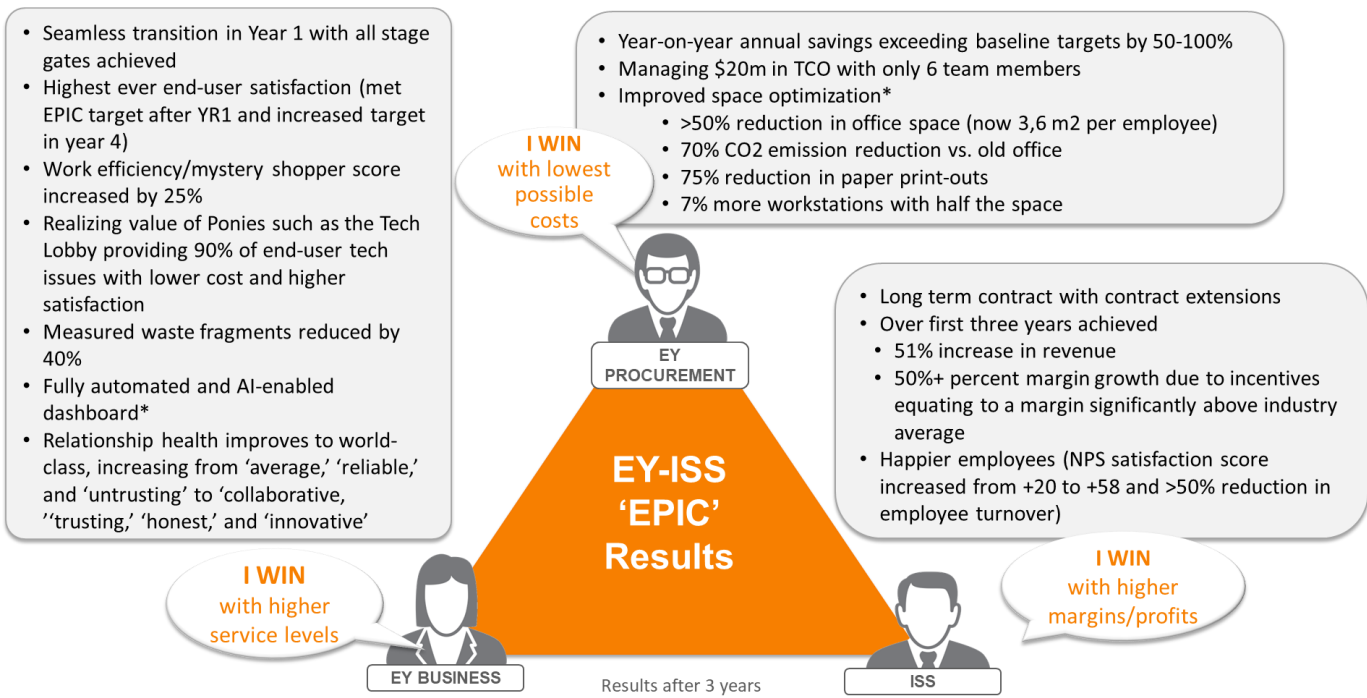 • Seamless transition in Year 1 with all stage
gates achieved
• Highest ever end-user satisfaction (met
EPIC target after YR1 and increased target
in year 4)
• Work efficiency/mystery shopper score
increased by 25%
• Realizing value of Ponies such as the Tech
Lobby providing 90% of end-user tech
issues with lower cost and higher
satisfaction
• Measured waste fragments reduced by
40%
• Fully automated and AI-enabled
dashboard*
• Relationship health improves to world-
class, increasing from ‘average,’ ‘reliable,’
and ‘untrusting’ to ‘collaborative,
’‘trusting,’ ‘honest,’ and ‘innovative’
• Year-on-year annual savings exceeding baseline targets by 50-100%
• Managing $20m in TCO with only 6 team members
• Improved space optimization*
• >50% reduction in office space (now 3,6 m2 per employee)
• 70% CO2 emission reduction vs. old office
• 75% reduction in paper print-outs
• 7% more workstations with half the space
I WIN
with lowest
possible
costs
EY
PROCUREMENT
• Long term contract with contract extensions
• Over first three years achieved
• 51% increase in revenue
• 50%+ percent margin growth due to incentives
equating to a margin significantly above industry
average
• Happier employees (NPS satisfaction score
increased from +20 to +58 and >50% reduction in
employee turnover)
EY-ISS
‘EPIC’
Results
I WIN
with higher
service levels
EY BUSINESS
I WIN
with higher
margins/profits
ISS
Results after 3 years